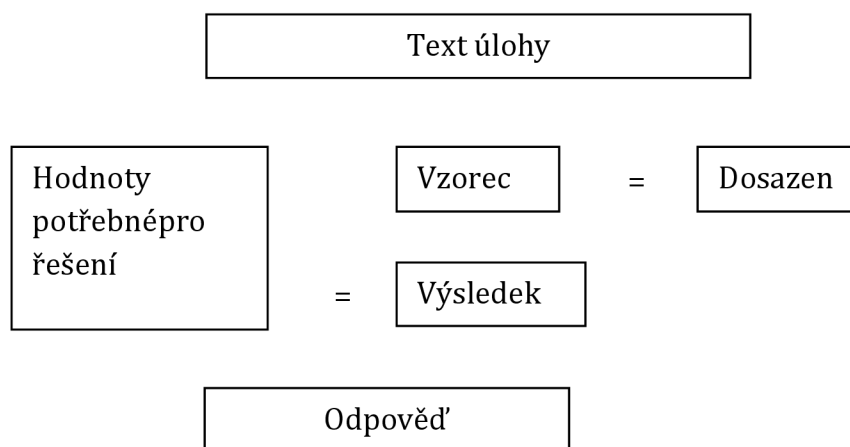 Text úlohy
Hodnoty
potřebnépro
řešení
Vzorec
=
Dosazen
=
Výsledek
Odpověď